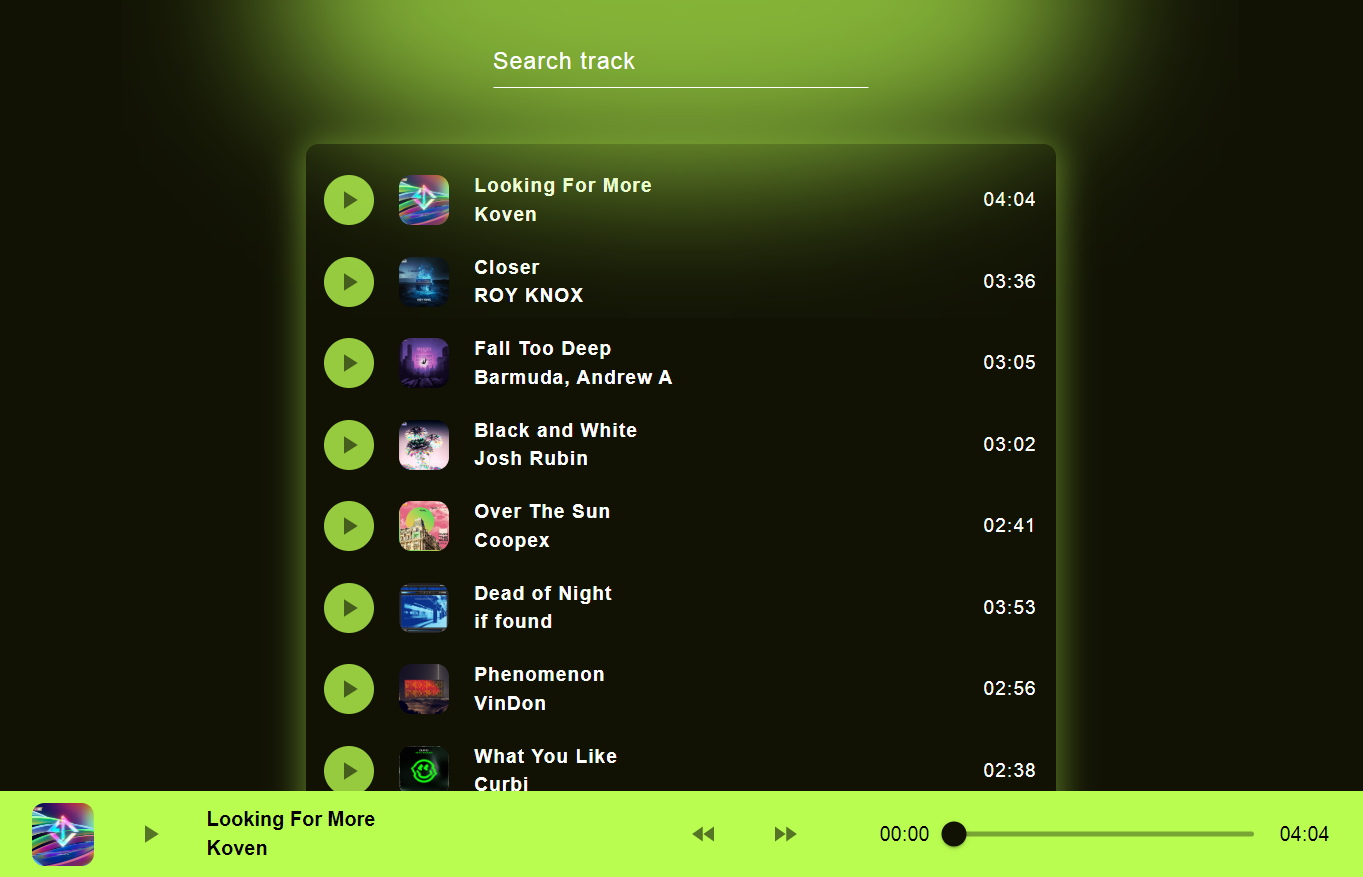 Search track
Looking For More
Koven
04:04
Closer
ROY KNOX
03:36
Fall Too Deep
Barmuda, Andrew A
03:05
Black and White
Josh Rubin
03:02
Over The Sun
Coopex
02:41
Dead of Night
if found
03:53
Phenomenon
VinDon
02:56
What You Like
Curbi
02:38
Looking For More
Koven
00:00
04:04